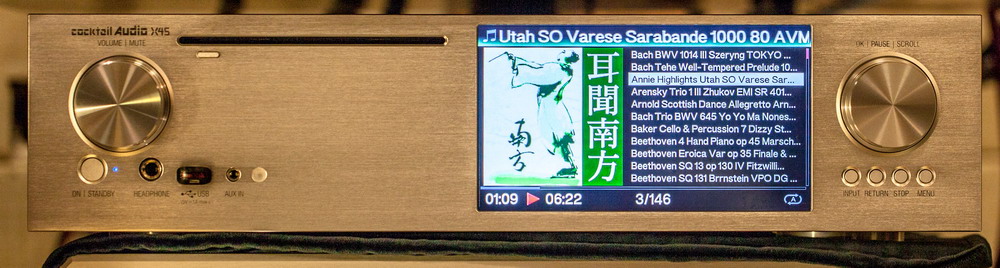 cocktail Audio X45
VOLUME | MUTE
ON | STANDBY
HEADPHONE
USB
AUX IN
Utah SO Varese Sarabande 1000 80 AVM
耳聞南方
南方
Bach BWV 1014 III Szeryng TOKYO ...
Bach Tehe Well-Tempered Prelude 10...
Annie Highlights Utah SO Varese Sar...
Arensky Trio 1 III Zhukov EMI SR 401...
Arnold Scottish Dance Allegretto Arn...
Bach Trio BWV 645 Yo Yo Ma Nones...
Baker Cello & Percussion 7 Dizzy St...
Beethoven 4 Hand Piano op 45 Marsch...
Beethoven Eroica Var op 35 Finale & ...
Beethoven SQ 13 op 130 IV Fitzwilli...
Beethoven SQ 131 Brrnstein VPO DG ...
01:09 06:22 3/146
A
OK | PAUSE | SCROLL
INPUT RETURN STOP MENU